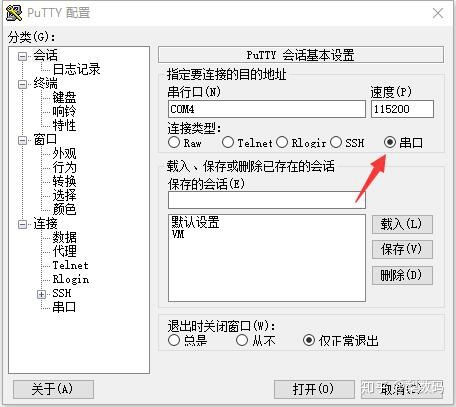 PuTTY 配置
分类(G):
会话
日志记录
终端
键盘
响铃
特性
窗口
外观
行为
转换
选择
颜色
连接
数据
代理
Telnet
Rlogin
SSH
串口
PuTTY 会话基本设置
指定要连接的目的地址
串行口(N) 速度(P)
COM4 115200
连接类型:
Raw Telnet Rlogin SSH 串口
载入、保存或删除已存在的会话
保存的会话(E)
默认设置
VM
载入(L)
保存(V)
删除(D)
退出时关闭窗口(W):
总是 从不 仅正常退出
关于(A) 打开(O) 取消(C)
知乎
数码